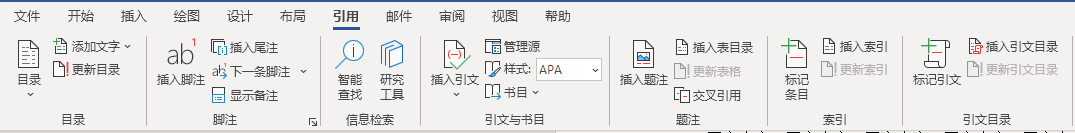 文件 开始 插入 绘图 设计 布局 引用 邮件 审阅 视图 帮助
目录 添加文字 更新目录
目录
ab 1 插入脚注 插入尾注 下一条脚注 显示备注
脚注
智能查找 研究工具
信息检索
插入引文 管理源 样式: APA 书目
引文与书目
插入题注 插入表目录 更新表格 交叉引用
题注
标记条目 插入索引 更新索引
索引
标记引文 插入引文目录 更新引文目录
引文目录